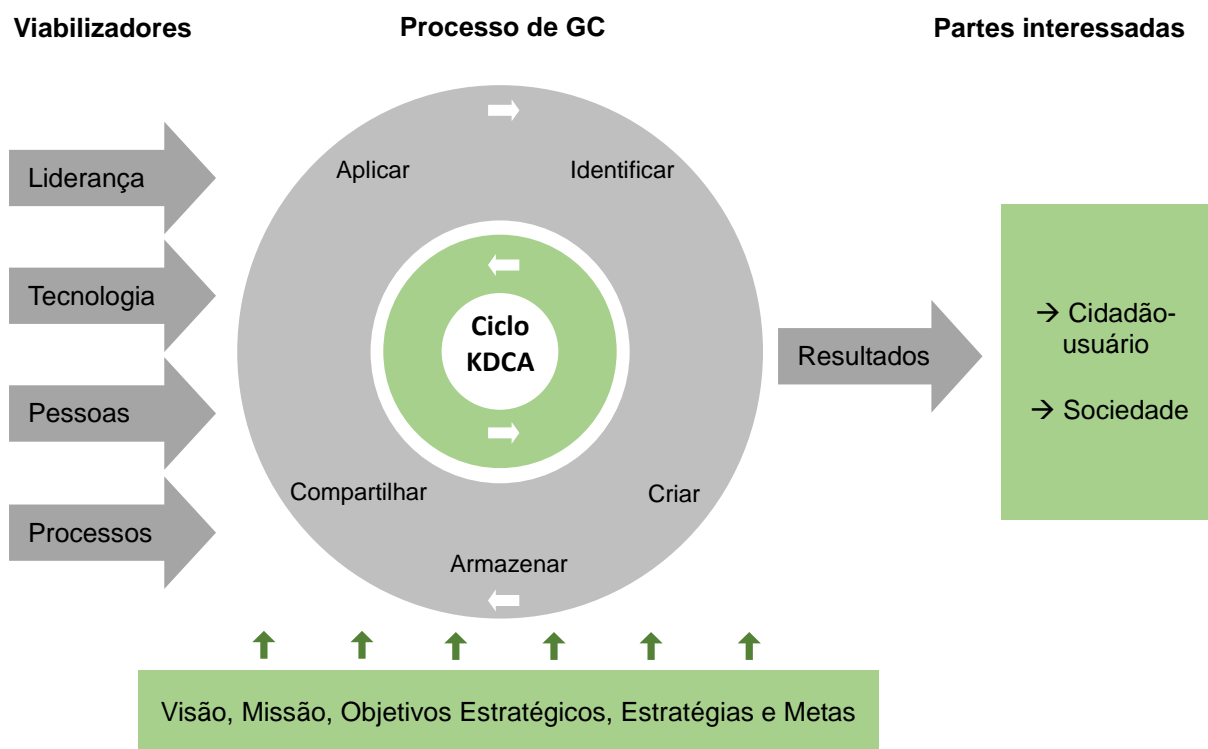 Viabilizadores
Processo de GC
Partes interessadas
Liderança
Tecnologia
Pessoas
Processos
Aplicar
Identificar
Ciclo
KDCA
Compartilhar
Criar
Armazenar
Resultados
→ Cidadão-
usuário
→ Sociedade
Visão, Missão, Objetivos Estratégicos, Estratégias e Metas